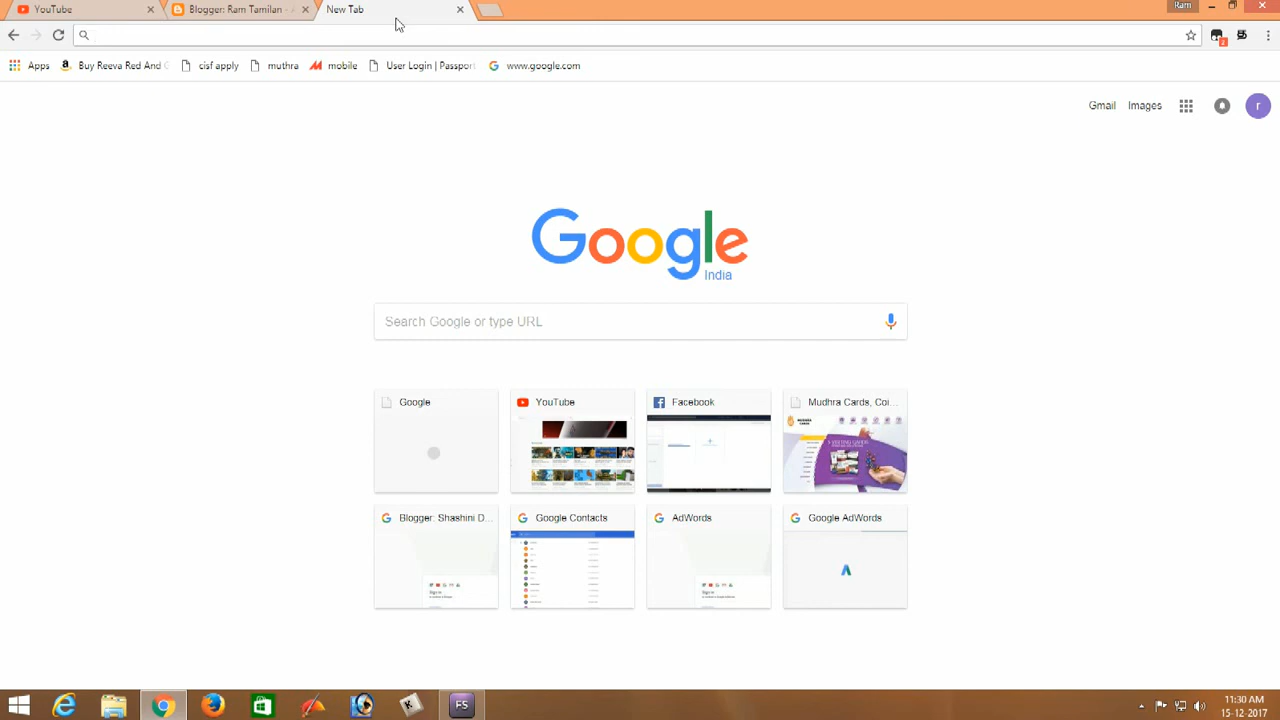 YouTube
Blogger: Ram Tamilan -
New Tab
Ram
Apps
Buy Reeva Red And G
cisf apply
muthra
mobile
User Login | Passport
www.google.com
Gmail
Images
r
Google
India
Search Google or type URL
Google
YouTube
Facebook
Mudhra Cards, Coi...
Blogger: Shashini D...
Google Contacts
AdWords
Google AdWords
FS
11:30 AM
15-12-2017